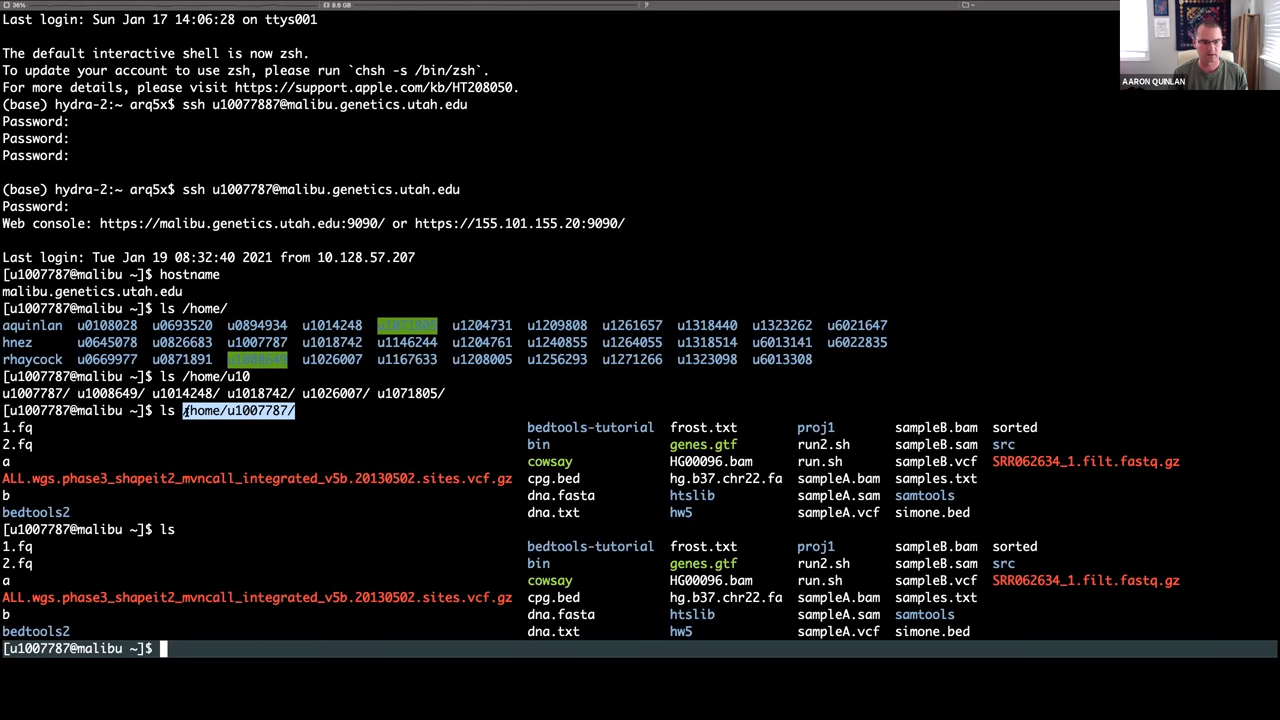 36%
8.6 GB
Last login: Sun Jan 17 14:06:28 on ttys001
The default interactive shell is now zsh.
To update your account to use zsh, please run `chsh -s /bin/zsh`.
For more details, please visit https://support.apple.com/kb/HT208050.
(base) hydra-2:~ arq5x$ ssh u10077887@malibu.genetics.utah.edu
Password:
Password:
Password:
(base) hydra-2:~ arq5x$ ssh u1007787@malibu.genetics.utah.edu
Password:
Web console: https://malibu.genetics.utah.edu:9090/ or https://155.101.155.20:9090/
Last login: Tue Jan 19 08:32:40 2021 from 10.128.57.207
[u1007787@malibu ~]$ hostname
malibu.genetics.utah.edu
[u1007787@malibu ~]$ ls /home/
aquinlan u0108028 u0693520 u0894934 u1014248 u1071805 u1204731 u1209808 u1261657 u1318440 u1323262 u6021647
hnez u0645078 u0826683 u1007787 u1018742 u1146244 u1204761 u1240855 u1264055 u1318514 u6013141 u6022835
rhaycock u0669977 u0871891 u1008649 u1026007 u1167633 u1208005 u1256293 u1271266 u1323098 u6013308
[u1007787@malibu ~]$ ls /home/u10
u1007787/ u1008649/ u1014248/ u1018742/ u1026007/ u1071805/
[u1007787@malibu ~]$ ls /home/u1007787/
1.fq bedtools-tutorial frost.txt proj1 sampleB.bam sorted
2.fq bin genes.gtf run2.sh sampleB.sam src
a cowsay HG00096.bam run.sh sampleB.vcf SRR062634_1.filt.fastq.gz
ALL.wgs.phase3_shapeit2_mvncall_integrated_v5b.20130502.sites.vcf.gz cpg.bed hg.b37.chr22.fa sampleA.bam samples.txt
b dna.fasta htslib sampleA.sam samtools
bedtools2 dna.txt hw5 sampleA.vcf simone.bed
[u1007787@malibu ~]$ ls
1.fq bedtools-tutorial frost.txt proj1 sampleB.bam sorted
2.fq bin genes.gtf run2.sh sampleB.sam src
a cowsay HG00096.bam run.sh sampleB.vcf SRR062634_1.filt.fastq.gz
ALL.wgs.phase3_shapeit2_mvncall_integrated_v5b.20130502.sites.vcf.gz cpg.bed hg.b37.chr22.fa sampleA.bam samples.txt
b dna.fasta htslib sampleA.sam samtools
bedtools2 dna.txt hw5 sampleA.vcf simone.bed
[u1007787@malibu ~]$
AARON QUINLAN